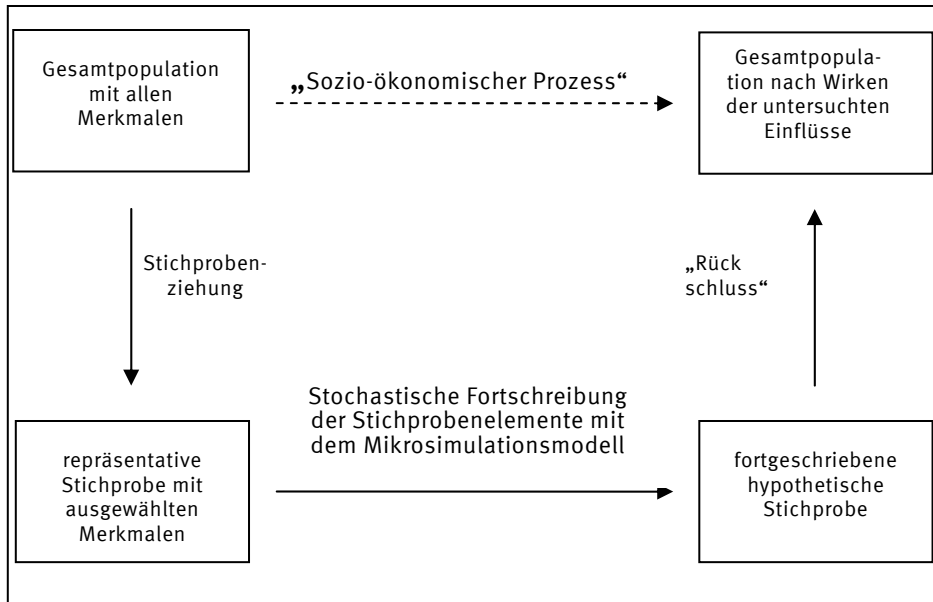 Gesamtpopulation
mit allen
Merkmalen
„Sozio-ökonomischer Prozess“
Gesamtpopula-
tion nach Wirken
der untersuchten
Einflüsse
Stichproben-
ziehung
„Rück
schluss“
Stochastische Fortschreibung
der Stichprobenelemente mit
dem Mikrosimulationsmodell
repräsentative
Stichprobe mit
ausgewählten
Merkmalen
fortgeschriebene
hypothetische
Stichprobe